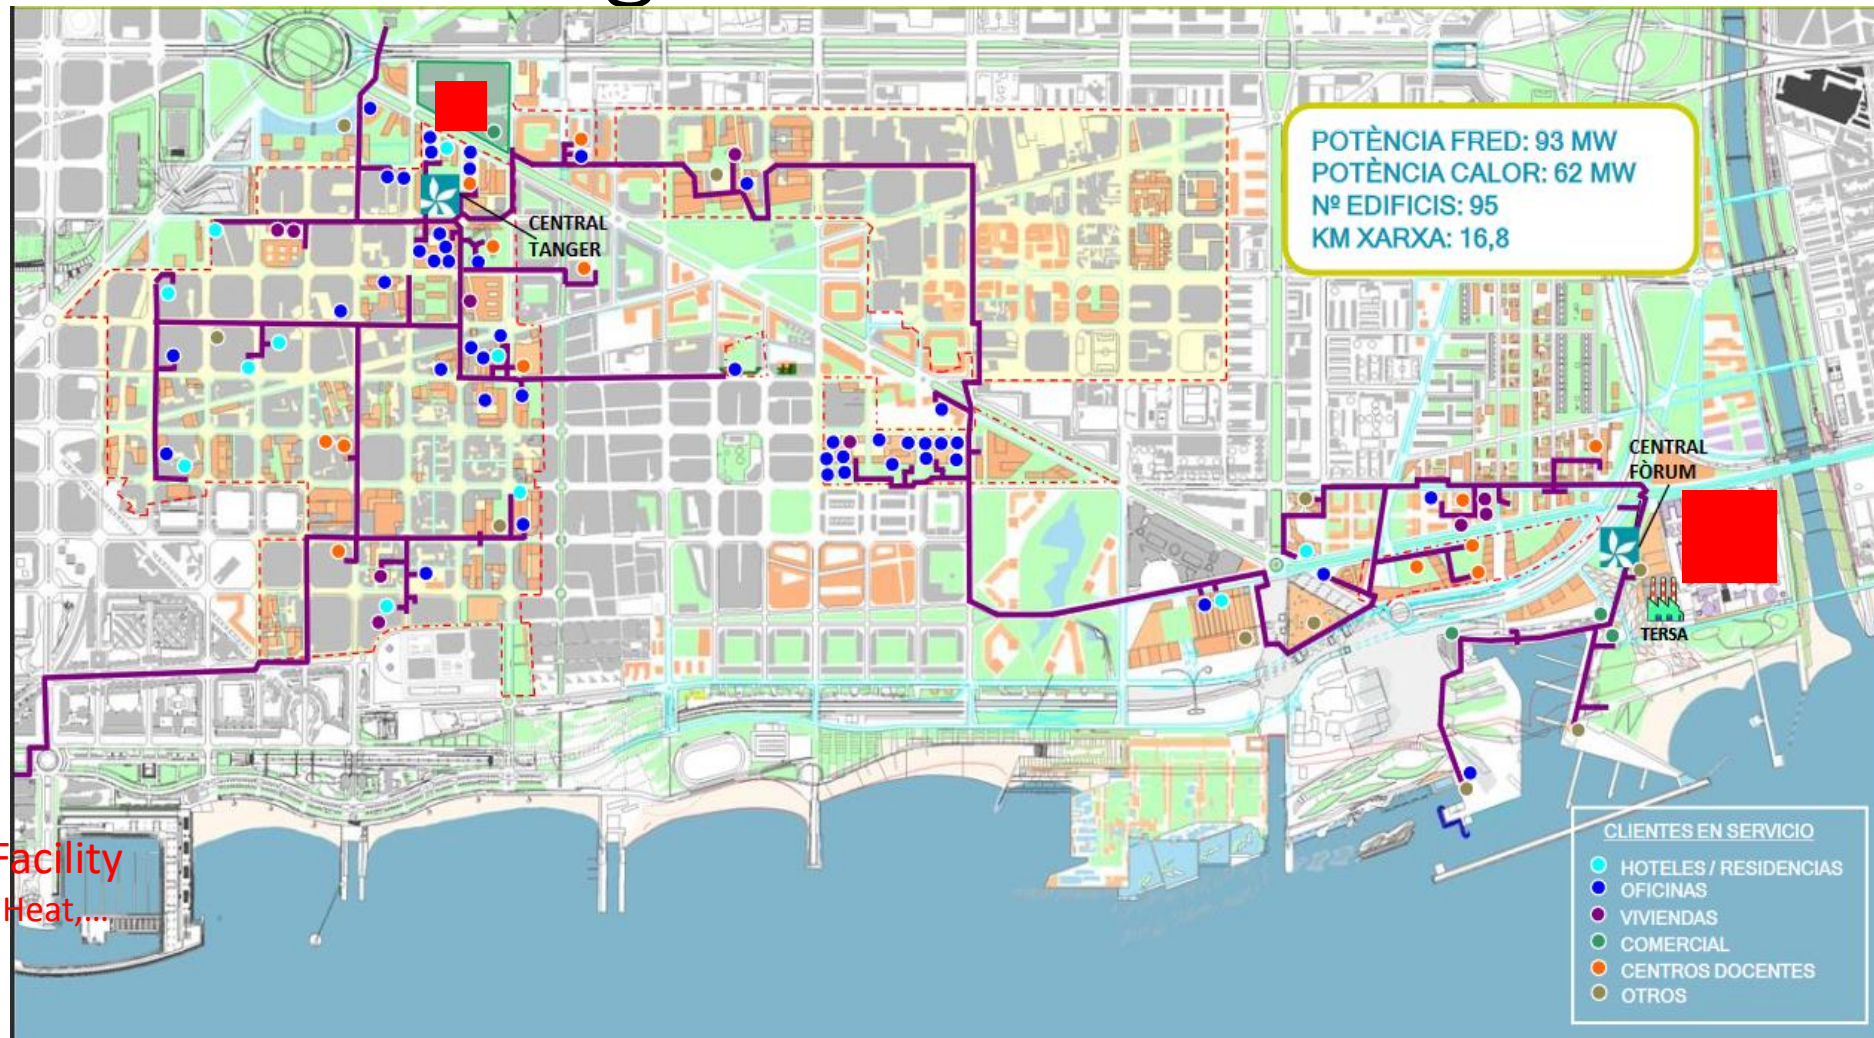 POTÈNCIA FRED: 93 MW
POTÈNCIA CALOR: 62 MW
Nº EDIFICIS: 95
KM XARXA: 16,8
CENTRAL
TANGER
CENTRAL
FÒRUM
TERSA
Facility
Heat,...
CLIENTES EN SERVICIO
HOTELES / RESIDENCIAS
OFICINAS
VIVIENDAS
COMERCIAL
CENTROS DOCENTES
OTROS